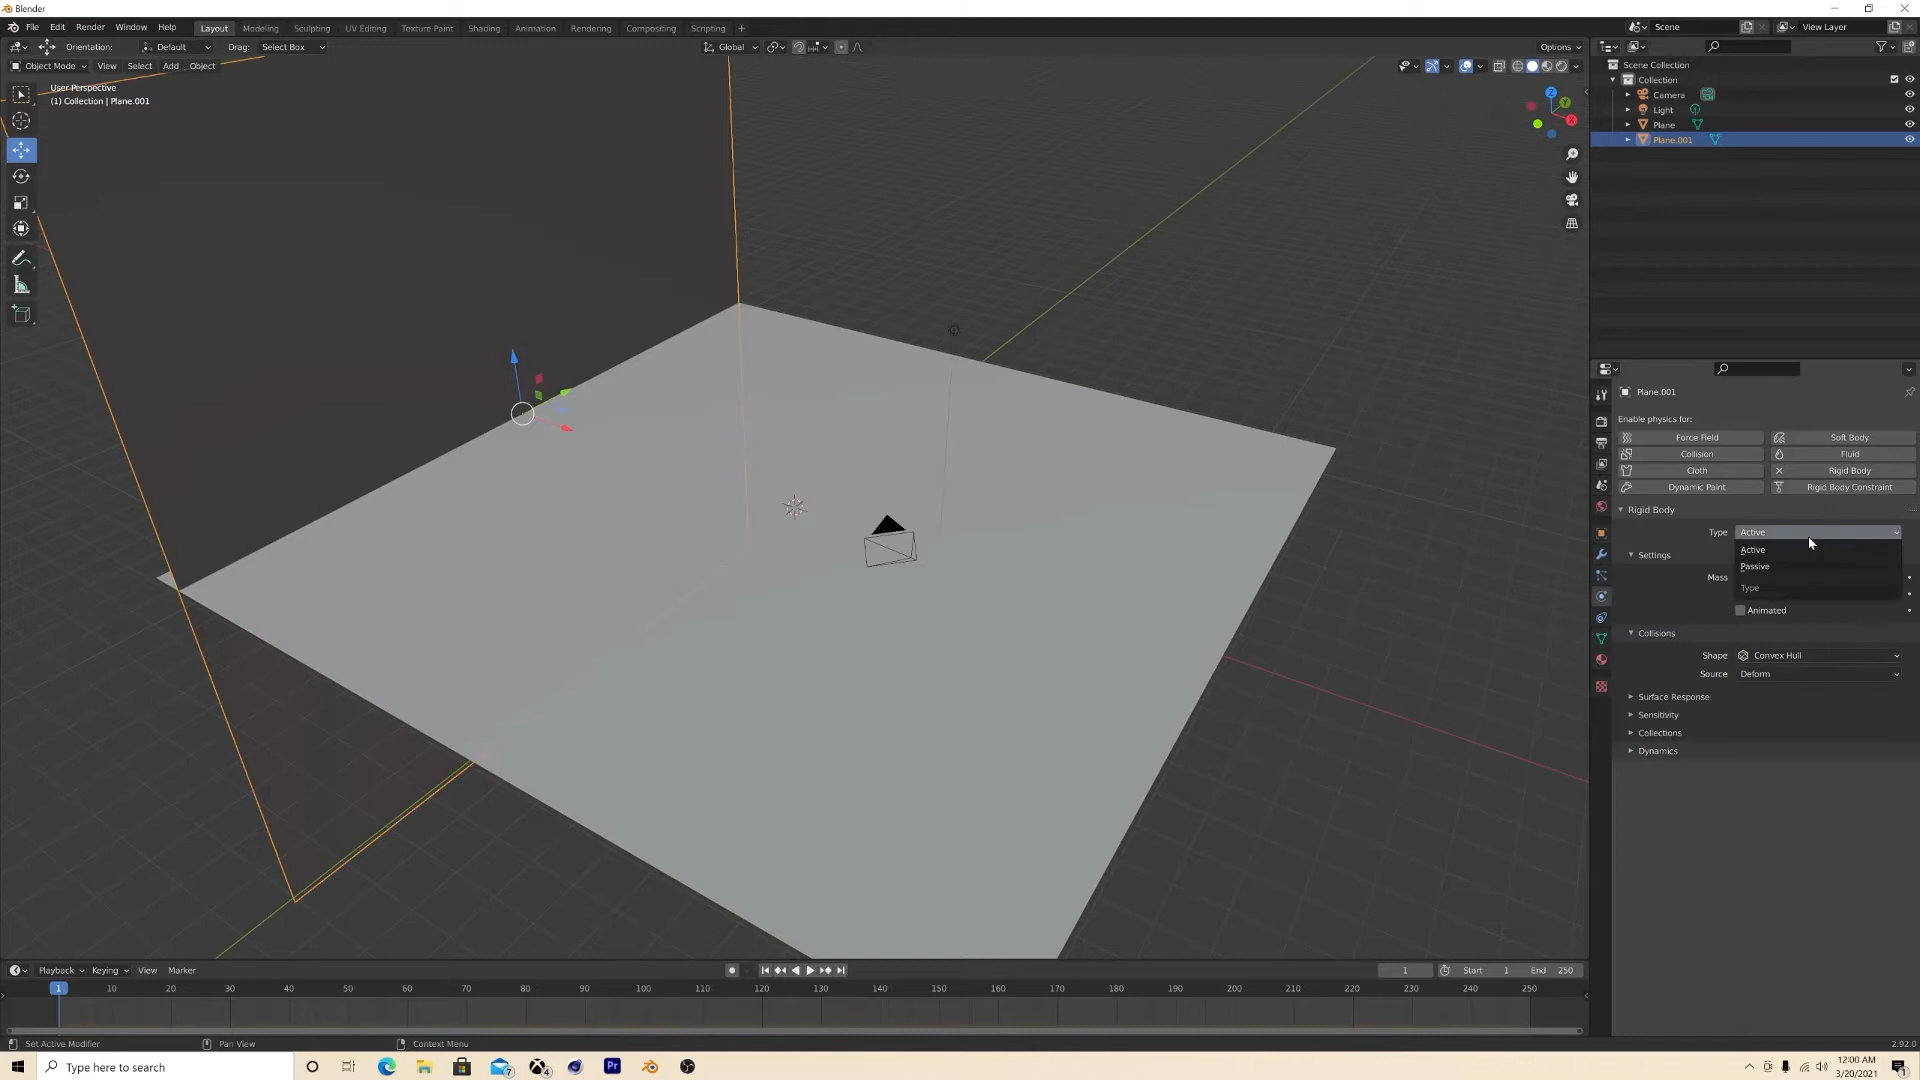 Blender
File Edit Render Window Help Layout Modeling Sculpting UV Editing Texture Paint Shading Animation Rendering Compositing Scripting + Scene View Layer
Orientation: Default Drag: Select Box Global Options
Object Mode View Select Add Object
User Perspective
(1) Collection | Plane.001
Z
Y
X
Scene Collection
Collection
Camera
Light
Plane
Plane.001
Plane.001
Enable physics for:
Force Field Soft Body
Collision Fluid
Cloth Rigid Body
Dynamic Paint Rigid Body Constraint
Rigid Body
Type Active
Active
Settings
Passive
Mass
Type
Animated
Collisions
Shape Convex Hull
Source Deform
Surface Response
Sensitivity
Collections
Dynamics
Playback Keying View Marker 1 Start 1 End 250
1 10 20 30 40 50 60 70 80 90 100 110 120 130 140 150 160 170 180 190 200 210 220 230 240 250
Set Active Modifier Pan View Context Menu 2.92.0
Type here to search 7 4 Pr 12:00 AM
3/20/2021 1